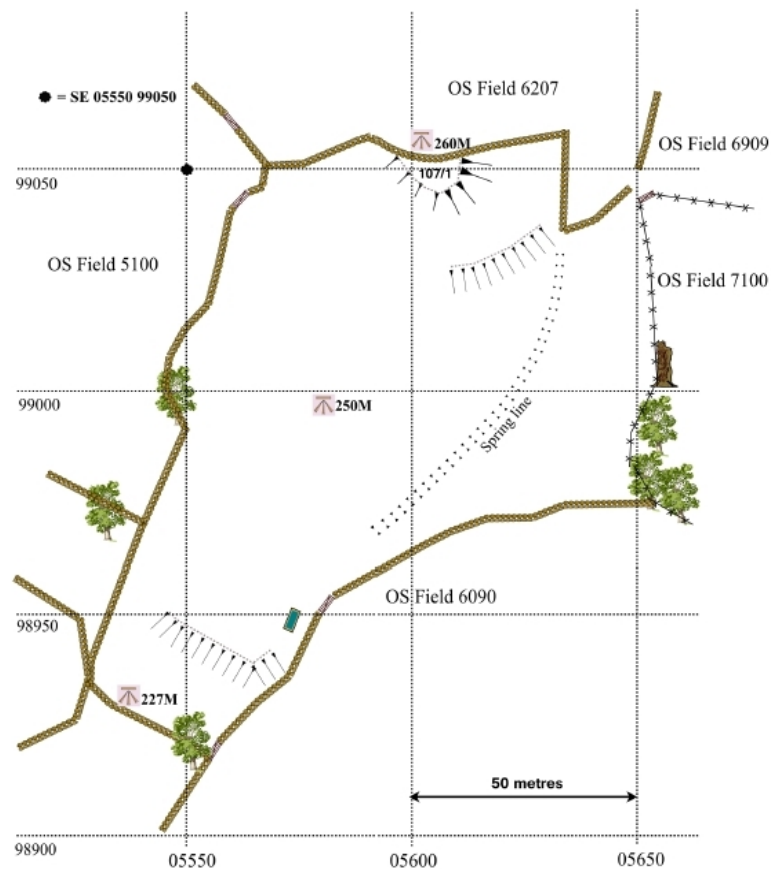 OS Field 6207
= SE 05550 99050
260M
OS Field 6909
107/1
99050
OS Field 5100
OS Field 7100
99000
250M
Spring line
OS Field 6090
98950
227M
50 metres
98900
05550
05600
05650